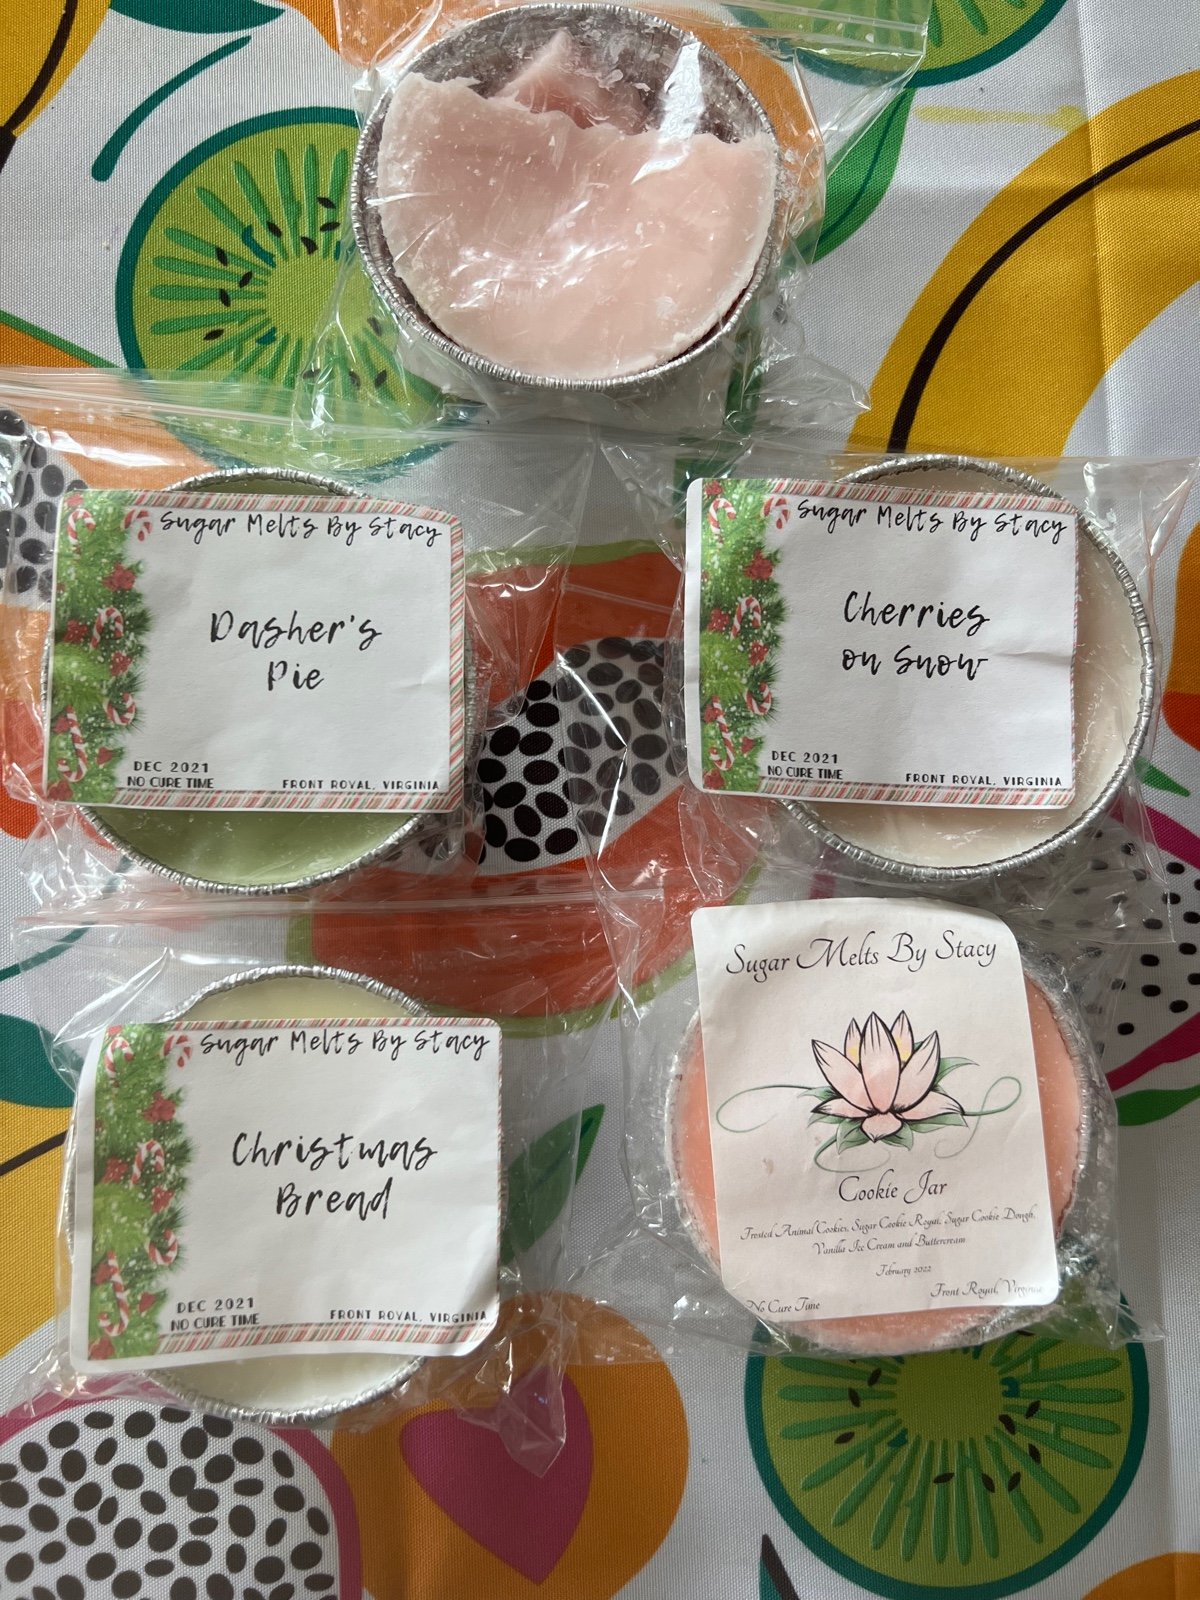 Sugar Melts By Stacy
Dasher's
Pie
DEC 2021
NO CURE TIME
FRONT ROYAL, VIRGINIA
Sugar Melts By Stacy
Cherries
on Snow
DEC 2021
NO CURE TIME
FRONT ROYAL, VIRGINIA
Sugar Melts By Stacy
Christmas
Bread
DEC 2021
NO CURE TIME
FRONT ROYAL, VIRGINIA
Sugar Melts By Stacy
Cookie Jar
Frosted Animal Cookies, Sugar Cookie Royal, Sugar Cookie Dough,
Vanilla Ice Cream and Buttercream
February 2022
Front Royal, Virginia
No Cure Time